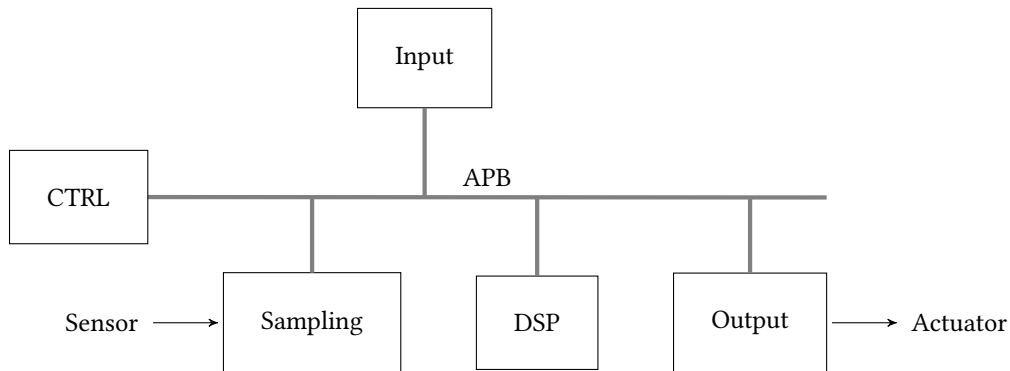 Input
APB
CTRL
Sensor
Sampling
DSP
Output
Actuator